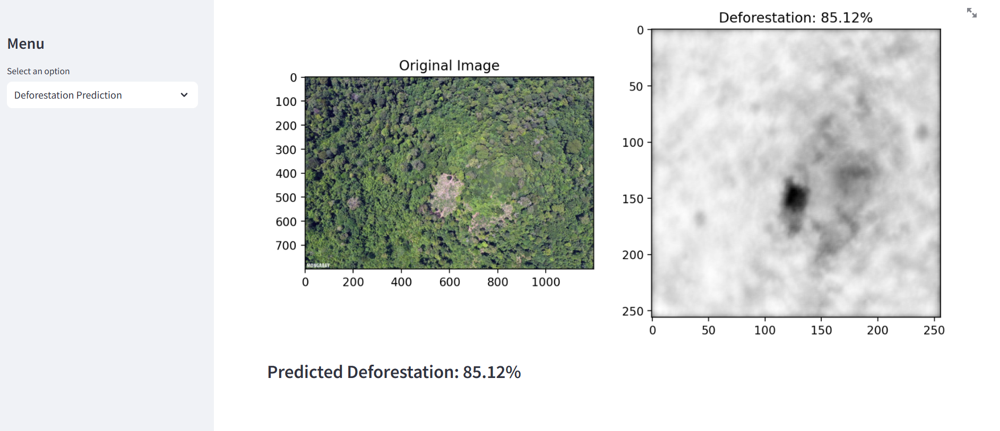 Menu
Select an option
Deforestation Prediction
Original Image
0
100
200
300
400
500
600
700
0 200 400 600 800 1000
MONGABAY
Deforestation: 85.12%
0
50
100
150
200
250
0 50 100 150 200 250
Predicted Deforestation: 85.12%